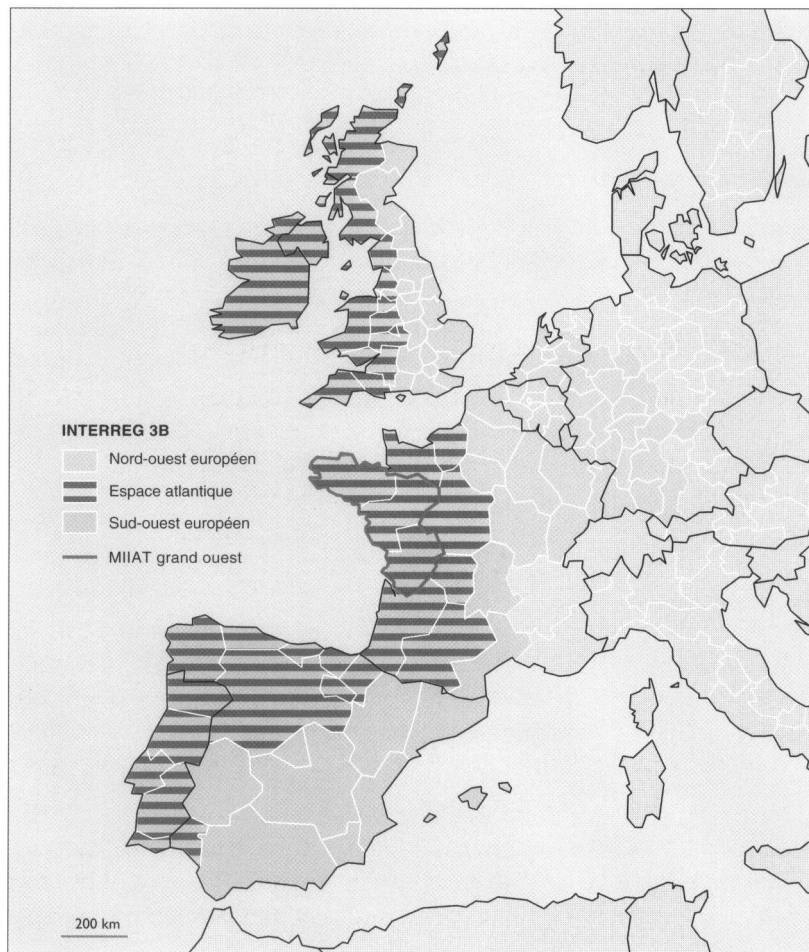 INTERREG 3B
Nord-ouest européen
Espace atlantique
Sud-ouest européen
MIIAT grand ouest
200 km